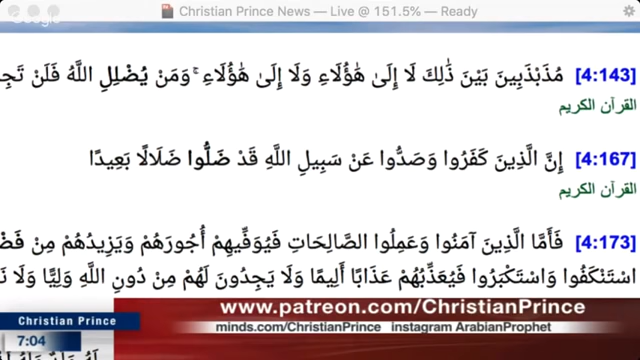 Christian Prince News — Live @ 151.5% — Ready
Google
[4:143] مُذَبْذَبِينَ بَيْنَ ذَٰلِكَ لَا إِلَىٰ هَٰؤُلَاءِ وَلَا إِلَىٰ هَٰؤُلَاءِ ۚ وَمَنْ يُضْلِلِ اللَّهُ فَلَنْ تَجِ
القرآن الكريم
[4:167] إِنَّ الَّذِينَ كَفَرُوا وَصَدُّوا عَنْ سَبِيلِ اللَّهِ قَدْ ضَلُّوا ضَلَالًا بَعِيدًا
القرآن الكريم
[4:173] فَأَمَّا الَّذِينَ آمَنُوا وَعَمِلُوا الصَّالِحَاتِ فَيُوَفِّيهِمْ أُجُورَهُمْ وَيَزِيدُهُمْ مِنْ فَضْ
اسْتَنْكَفُوا وَاسْتَكْبَرُوا فَيُعَذِّبُهُمْ عَذَابًا أَلِيمًا وَلَا يَجِدُونَ لَهُمْ مِنْ دُونِ اللَّهِ وَلِيًّا وَلَا نَ
www.patreon.com/ChristianPrince
Christian Prince
minds.com/ChristianPrince instagram ArabianProphet
7:04